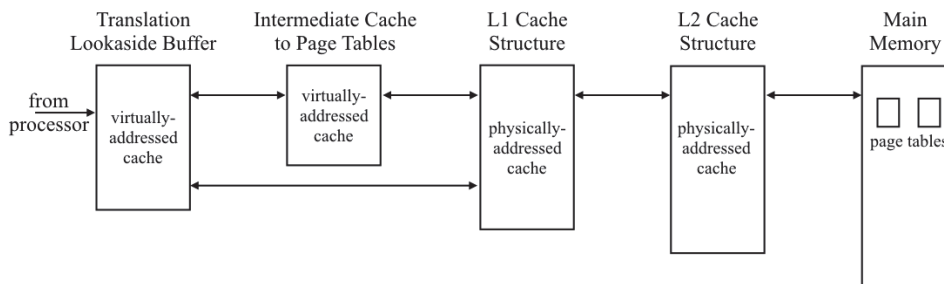 Translation
Lookaside Buffer
Intermediate Cache
to Page Tables
L1 Cache
Structure
L2 Cache
Structure
Main
Memory
from
processor
virtually-
addressed
cache
virtually-
addressed
cache
physically-
addressed
cache
physically-
addressed
cache
page tables